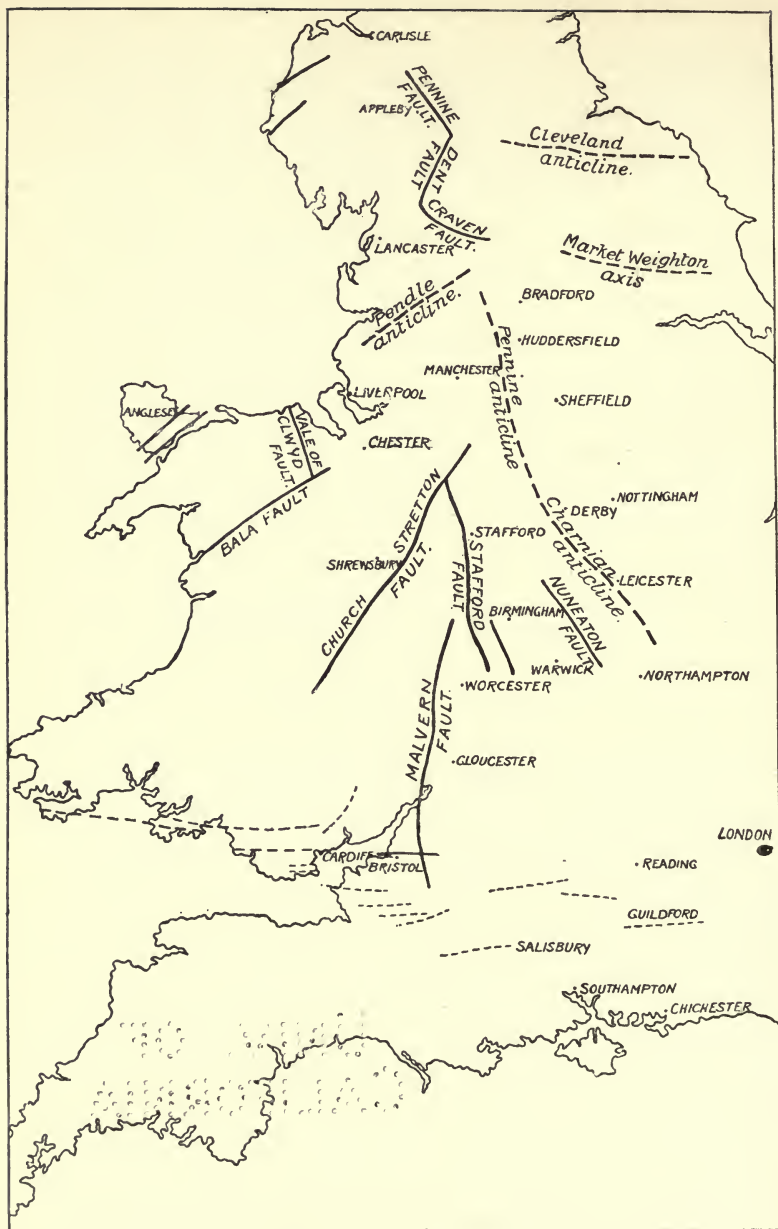 CARLISLE
PENNINE
FAULT.
APPLEBY
DENT
FAULT
CRAVEN
FAULT.
Cleveland
anticline.
LANCASTER
Market Weighton
axis
Pendle
anticline.
BRADFORD
HUDDERSFIELD
Pennine
anticline
MANCHESTER
LIVERPOOL
SHEFFIELD
ANGLESEY
VALE OF
CLWYD
FAULT.
CHESTER
BALA FAULT
NOTTINGHAM
DERBY
CHURCH STRETTON
FAULT.
STAFFORD
STAFFORD
FAULT.
SHREWSBURY
Charnian
anticline.
LEICESTER
BIRMINGHAM
NUNEATON
FAULT.
WARWICK
NORTHAMPTON
WORCESTER
MALVERN
FAULT.
GLOUCESTER
LONDON
CARDIFF
BRISTOL
READING
GUILDFORD
SALISBURY
SOUTHAMPTON
CHICHESTER